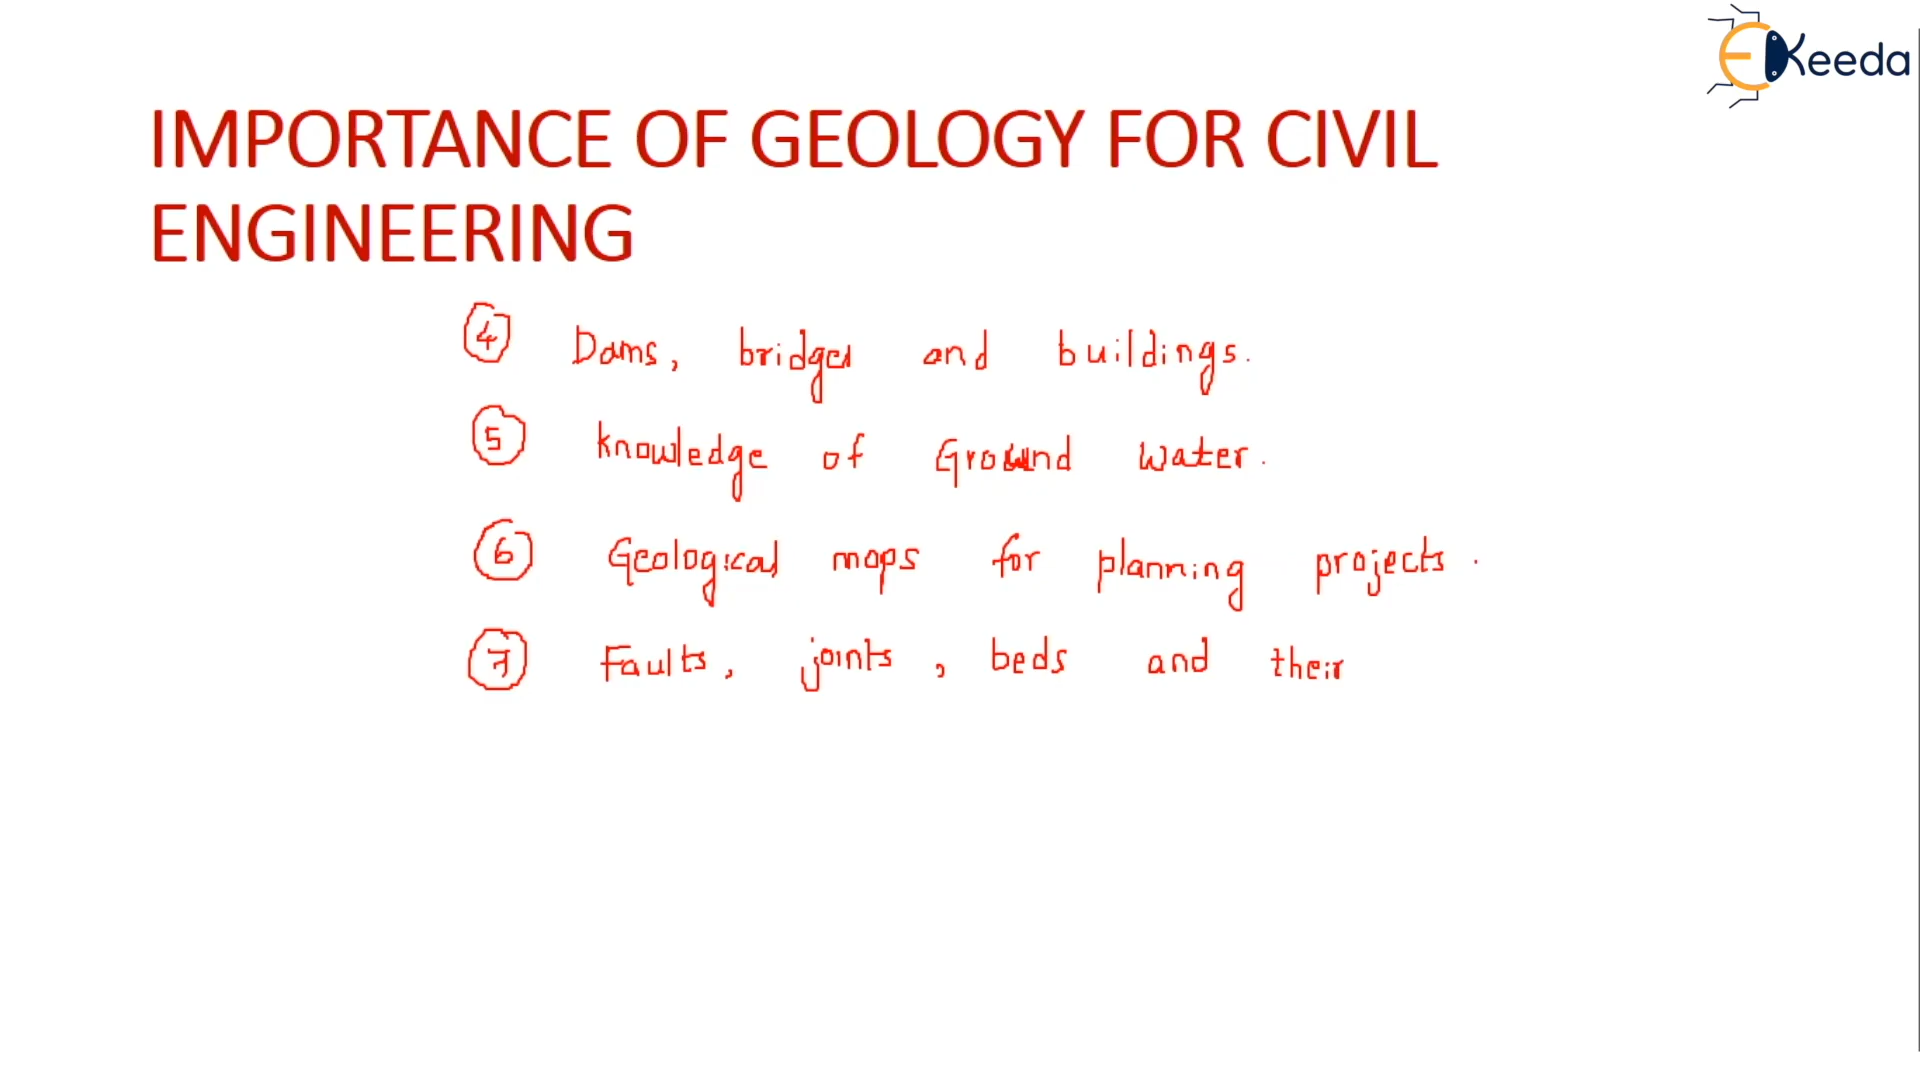 EKeeda
IMPORTANCE OF GEOLOGY FOR CIVIL
ENGINEERING
4 Dams, bridges and buildings.
5 Knowledge of Ground water.
6 Geological maps for planning projects.
7 Faults, joints, beds and their